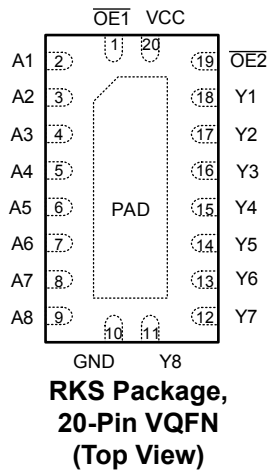 OE1 VCC
1 20
A1 2 19 OE2
A2 3 18 Y1
A3 4 17 Y2
A4 5 16 Y3
A5 6 PAD 15 Y4
A6 7 14 Y5
A7 8 13 Y6
A8 9 12 Y7
10 11
GND Y8
RKS Package,
20-Pin VQFN
(Top View)